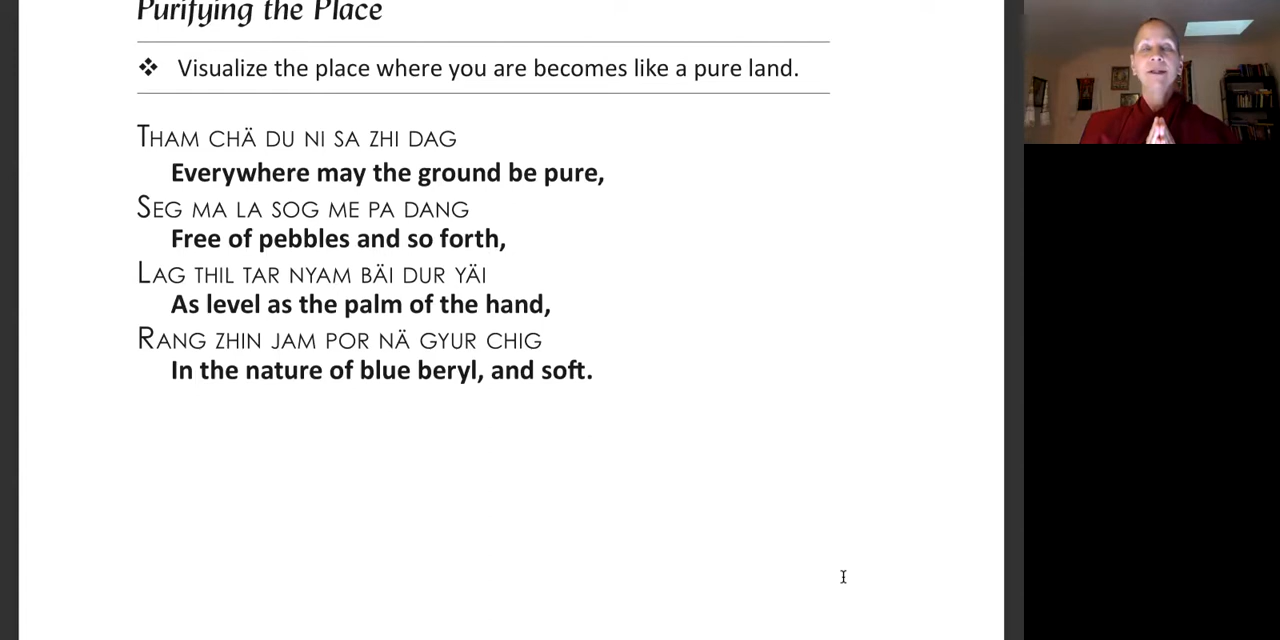 Purifying the Place
❖ Visualize the place where you are becomes like a pure land.
THAM CHÄ DU NI SA ZHI DAG
Everywhere may the ground be pure,
SEG MA LA SOG ME PA DANG
Free of pebbles and so forth,
LAG THIL TAR NYAM BÄI DUR YÄI
As level as the palm of the hand,
RANG ZHIN JAM POR NÄ GYUR CHIG
In the nature of blue beryl, and soft.